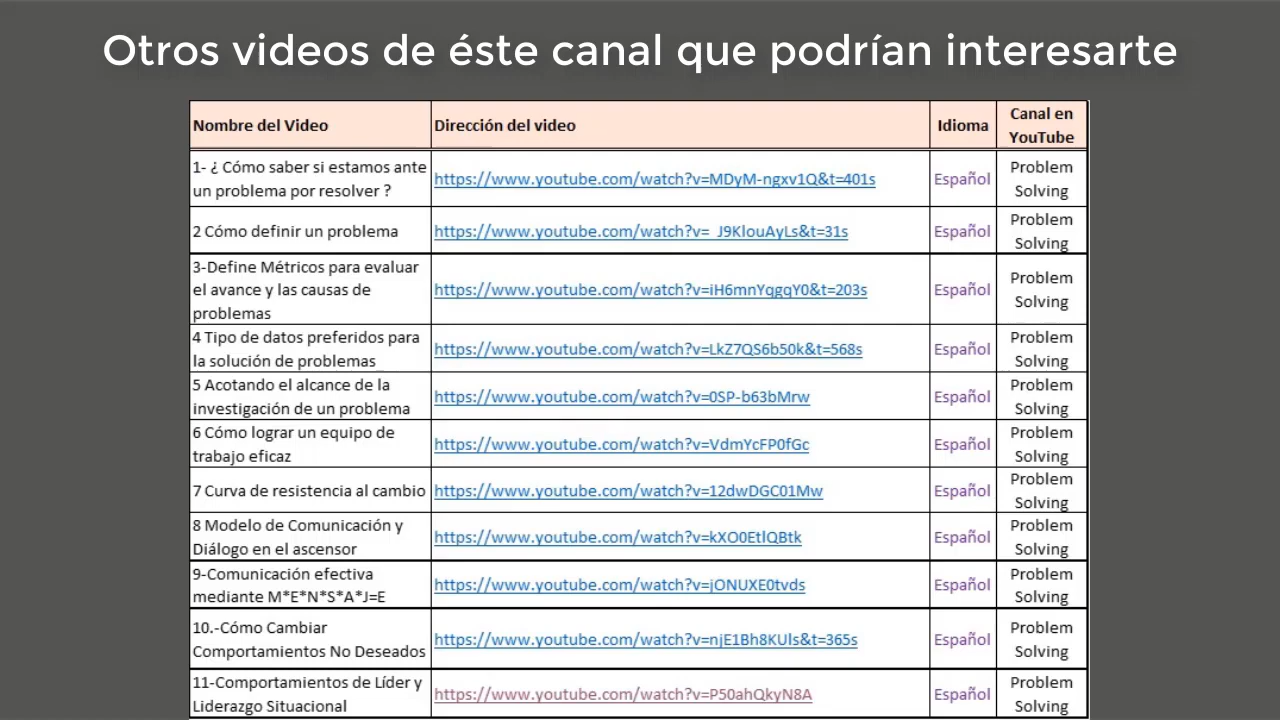 Otros videos de éste canal que podrían interesarte
Nombre del Video Dirección del video Idioma Canal en
YouTube
1- ¿ Cómo saber si estamos ante
un problema por resolver ? https://www.youtube.com/watch?v=MDyM-ngxv1Q&t=401s Español Problem
Solving
2 Cómo definir un problema https://www.youtube.com/watch?v=_J9KlouAyLs&t=31s Español Problem
Solving
3-Define Métricos para evaluar
el avance y las causas de
problemas https://www.youtube.com/watch?v=iH6mnYqgqY0&t=203s Español Problem
Solving
4 Tipo de datos preferidos para
la solución de problemas https://www.youtube.com/watch?v=LkZ7QS6b50k&t=568s Español Problem
Solving
5 Acotando el alcance de la
investigación de un problema https://www.youtube.com/watch?v=0SP-b63bMrw Español Problem
Solving
6 Cómo lograr un equipo de
trabajo eficaz https://www.youtube.com/watch?v=VdmYcFP0fGc Español Problem
Solving
7 Curva de resistencia al cambio https://www.youtube.com/watch?v=12dwDGC01Mw Español Problem
Solving
8 Modelo de Comunicación y
Diálogo en el ascensor https://www.youtube.com/watch?v=kXO0EtlQBtk Español Problem
Solving
9-Comunicación efectiva
mediante M*E*N*S*A*J=E https://www.youtube.com/watch?v=jONUXE0tvds Español Problem
Solving
10.-Cómo Cambiar
Comportamientos No Deseados https://www.youtube.com/watch?v=njE1Bh8KUls&t=365s Español Problem
Solving
11-Comportamientos de Líder y
Liderazgo Situacional https://www.youtube.com/watch?v=P50ahQkyN8A Español Problem
Solving